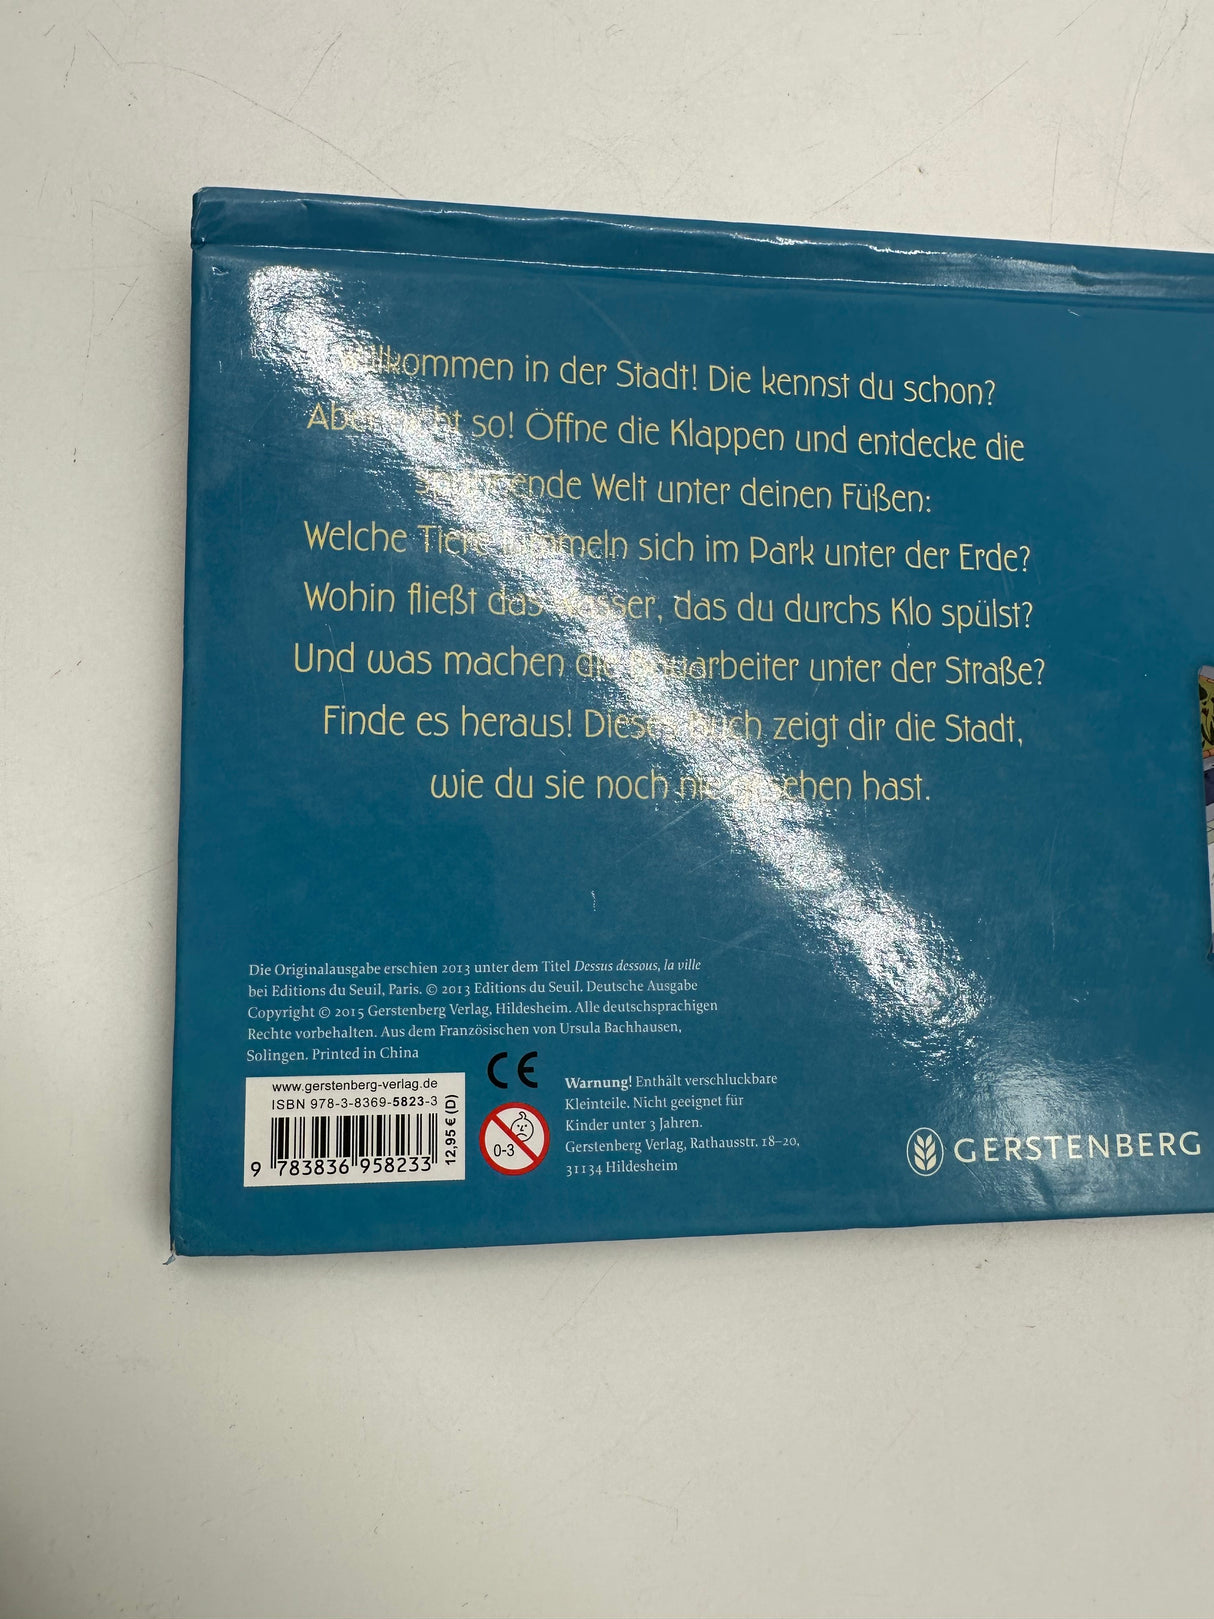 Willkommen in der Stadt! Die kennst du schon?
Aber nicht so! Öffne die Klappen und entdecke die
spannende Welt unter deinen Füßen:
Welche Tiere tummeln sich im Park unter der Erde?
Wohin fließt das Wasser, das du durchs Klo spülst?
Und was machen die Bauarbeiter unter der Straße?
Finde es heraus! Dieses Buch zeigt dir die Stadt,
wie du sie noch nie gesehen hast.
Die Originalausgabe erschien 2013 unter dem Titel Dessus dessous, la ville
bei Editions du Seuil, Paris. © 2013 Editions du Seuil. Deutsche Ausgabe
Copyright © 2015 Gerstenberg Verlag, Hildesheim. Alle deutschsprachigen
Rechte vorbehalten. Aus dem Französischen von Ursula Bachhausen,
Solingen. Printed in China
www.gerstenberg-verlag.de
ISBN 978-3-8369-5823-3
9 783836 958233
12,95 € (D)
CE
0-3
Warnung! Enthält verschluckbare
Kleinteile. Nicht geeignet für
Kinder unter 3 Jahren.
Gerstenberg Verlag, Rathausstr. 18–20,
31134 Hildesheim
GERSTENBERG